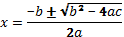 x = (-b ± √(b² − 4ac)) / 2a